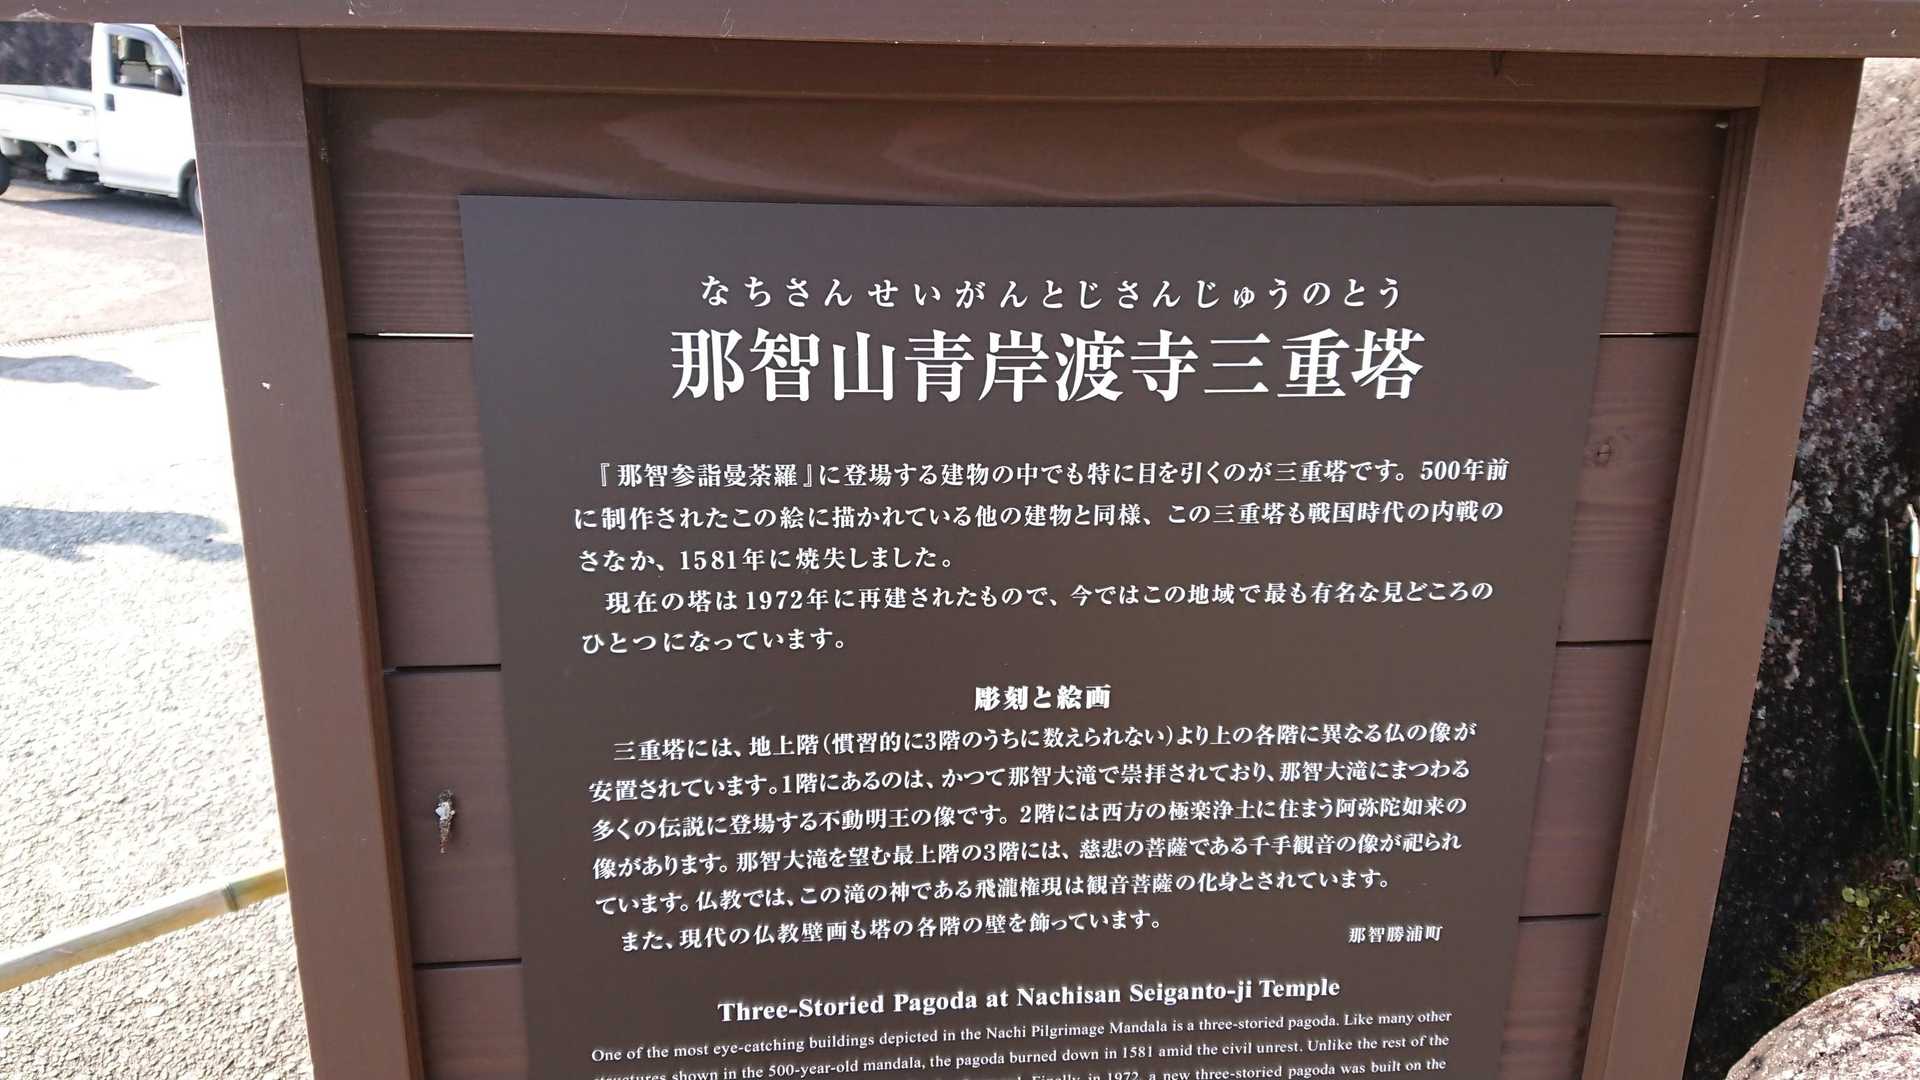 なちさんせいがんとじさんじゅうのとう
那智山青岸渡寺三重塔
『那智参詣曼荼羅』に登場する建物の中でも特に目を引くのが三重塔です。500年前
に制作されたこの絵に描かれている他の建物と同様、この三重塔も戦国時代の内戦の
さなか、1581年に焼失しました。
現在の塔は1972年に再建されたもので、今ではこの地域で最も有名な見どころの
ひとつになっています。
彫刻と絵画
三重塔には、地上階(慣習的に3階のうちに数えられない)より上の各階に異なる仏の像が
安置されています。1階にあるのは、かつて那智大滝で崇拝されており、那智大滝にまつわる
多くの伝説に登場する不動明王の像です。2階には西方の極楽浄土に住まう阿弥陀如来の
像があります。那智大滝を望む最上階の3階には、慈悲の菩薩である千手観音の像が祀られ
ています。仏教では、この滝の神である飛瀧権現は観音菩薩の化身とされています。
また、現代の仏教壁画も塔の各階の壁を飾っています。
那智勝浦町
Three-Storied Pagoda at Nachisan Seiganto-ji Temple
One of the most eye-catching buildings depicted in the Nachi Pilgrimage Mandala is a three-storied pagoda. Like many other
structures shown in the 500-year-old mandala, the pagoda burned down in 1581 amid the civil unrest. Unlike the rest of the
Finally, in 1972, a new three-storied pagoda was built on the